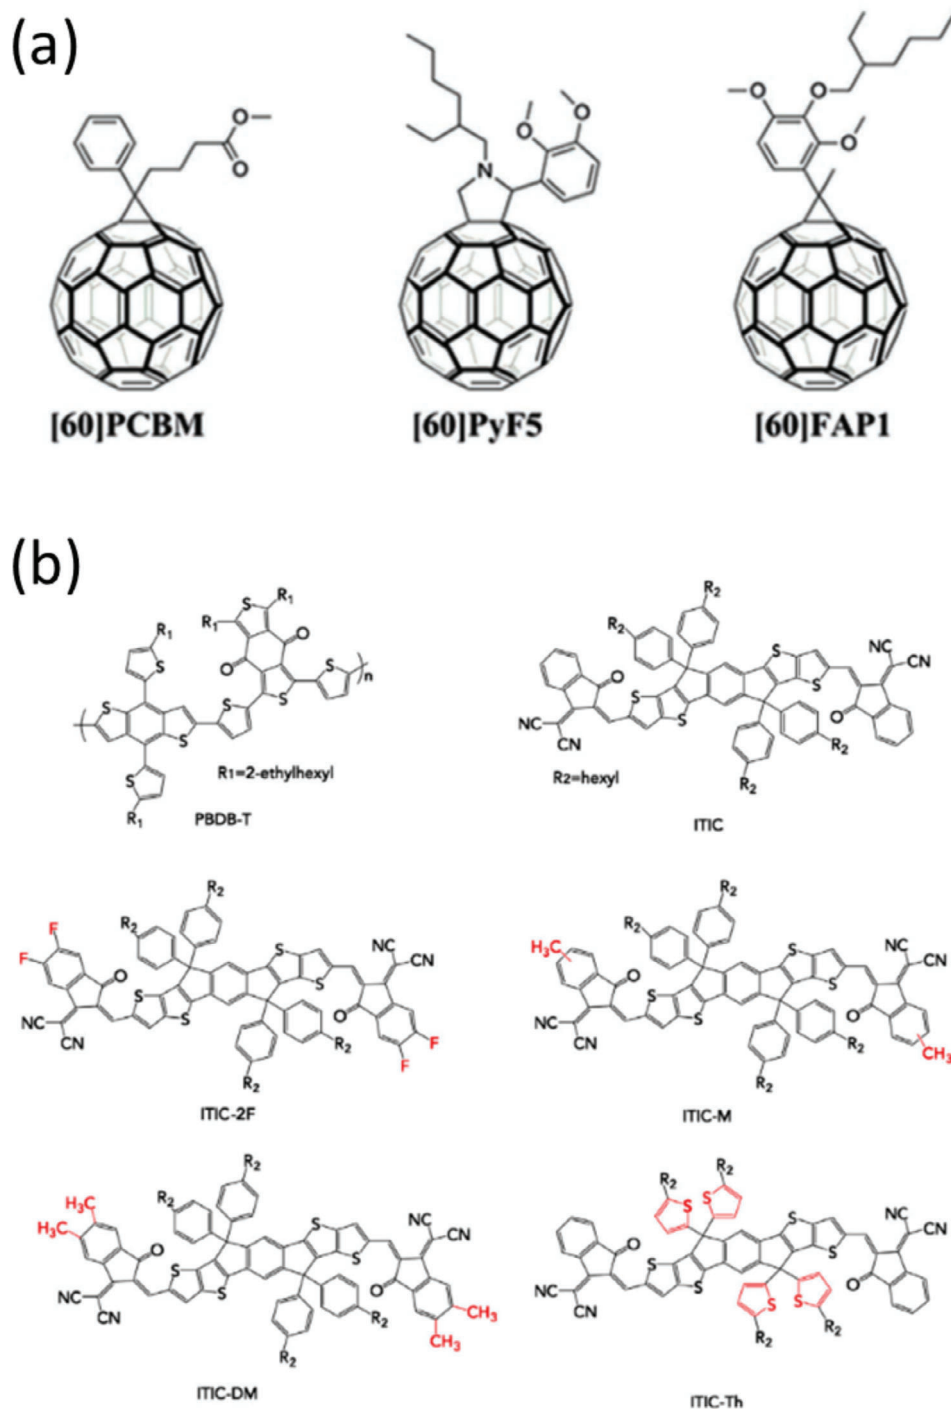 (a)
O
O
N
O
O
O
O
O
[60]PCBM [60]PyF5 [60]FAP1
(b)
R₁ S R₁
R₁ O
S O
S S S n
S S S
S
R₁
R₁=2-ethylhexyl
PBDB-T
R₂
R₂
NC CN
O S S
NC S S O
CN R₂
R₂
R₂=hexyl
ITIC
R₂
F R₂
F NC CN
O S S
NC S S O
CN R₂ F
R₂ F
ITIC-2F
R₂
R₂
H₃C NC CN
O S S
NC S S O
CN R₂
R₂ CH₃
ITIC-M
R₂
H₃C R₂
H₃C NC CN
O S S
NC S S O
CN R₂ CH₃
R₂ CH₃
ITIC-DM
R₂ R₂
S S
NC CN
O S S
NC S S O
CN S S
R₂ R₂
ITIC-Th